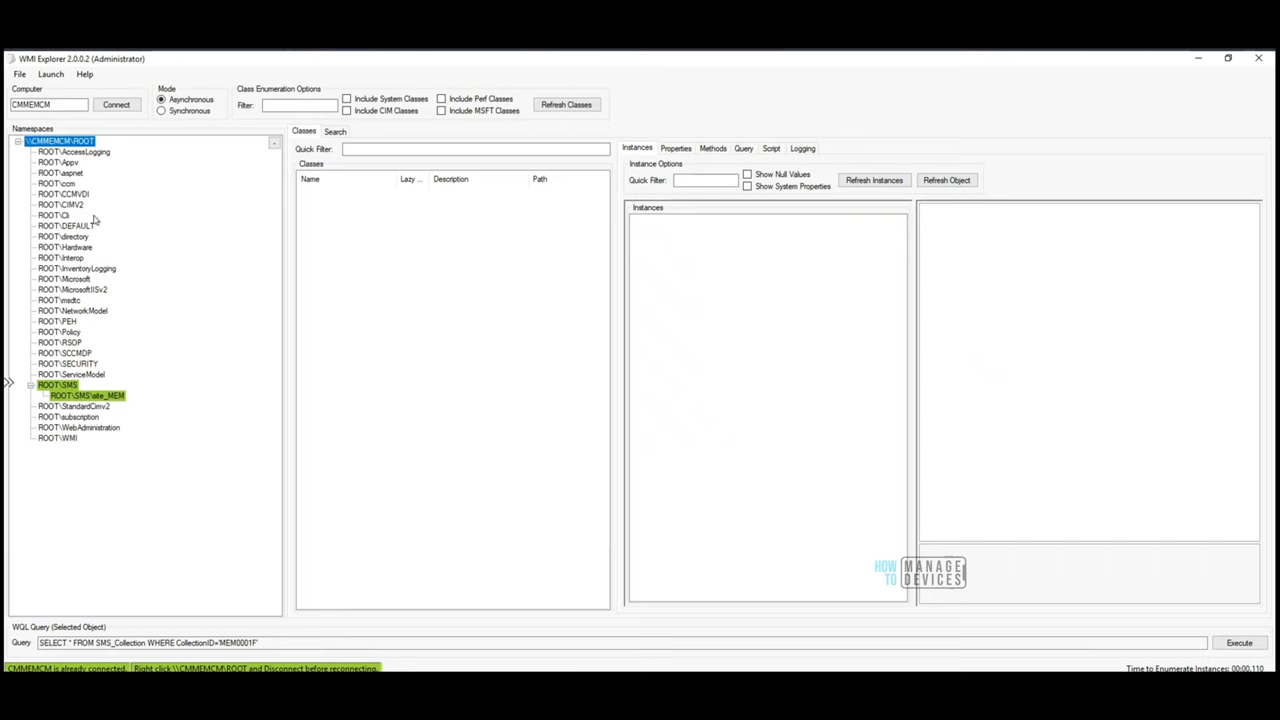 WMI Explorer 2.0.0.2 (Administrator)
File Launch Help
Computer
CMMEMCM
Connect
Mode
Asynchronous
Synchronous
Class Enumeration Options
Filter:
Include System Classes
Include Perf Classes
Include CIM Classes
Include MSFT Classes
Refresh Classes
Namespaces
\\CMMEMCM\ROOT
ROOT\AccessLogging
ROOT\Appv
ROOT\aspnet
ROOT\ccm
ROOT\CCMVDI
ROOT\CIMV2
ROOT\Cli
ROOT\DEFAULT
ROOT\directory
ROOT\Hardware
ROOT\Interop
ROOT\InventoryLogging
ROOT\Microsoft
ROOT\MicrosoftIISv2
ROOT\msdtc
ROOT\NetworkModel
ROOT\PEH
ROOT\Policy
ROOT\RSOP
ROOT\SCCMDP
ROOT\SECURITY
ROOT\ServiceModel
ROOT\SMS
ROOT\SMS\site_MEM
ROOT\StandardCimv2
ROOT\subscription
ROOT\WebAdministration
ROOT\WMI
Classes Search
Quick Filter:
Classes
Name Lazy ... Description Path
Instances Properties Methods Query Script Logging
Instance Options
Quick Filter:
Show Null Values
Show System Properties
Refresh Instances
Refresh Object
Instances
HOW TO MANAGE DEVICES
WQL Query (Selected Object)
Query SELECT * FROM SMS_Collection WHERE CollectionID='MEM0001F' Execute
CMMEMCM is already connected. Right click \\CMMEMCM\ROOT and Disconnect before reconnecting. Time to Enumerate Instances: 00:00.110